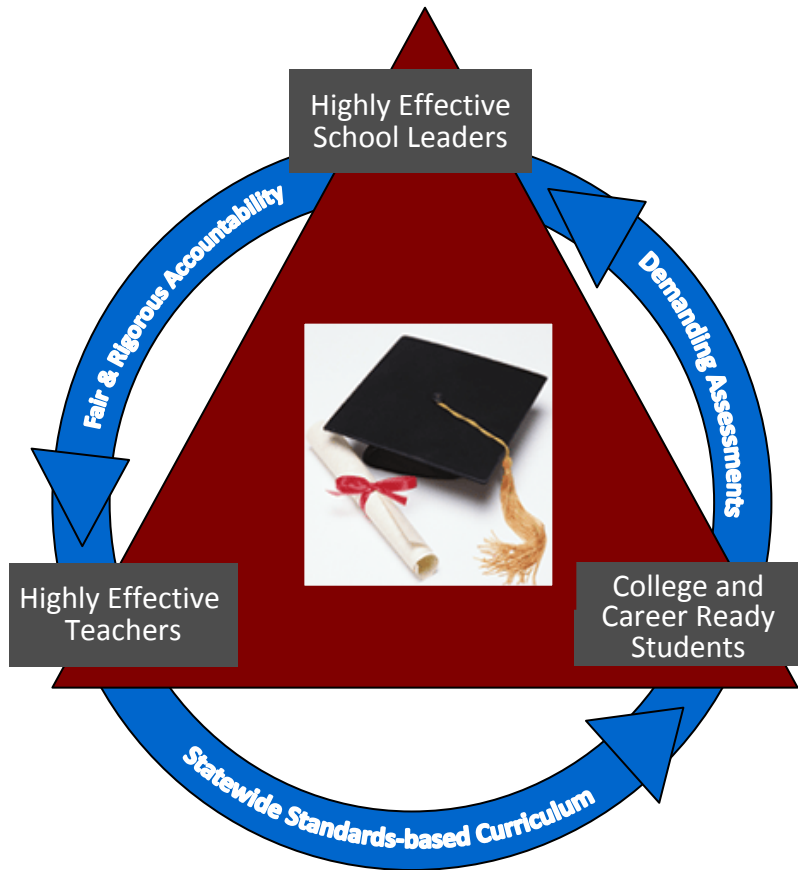 Highly Effective
School Leaders
Fair & Rigorous Accountability
Demanding Assessments
Highly Effective
Teachers
College and
Career Ready
Students
Statewide Standards-based Curriculum